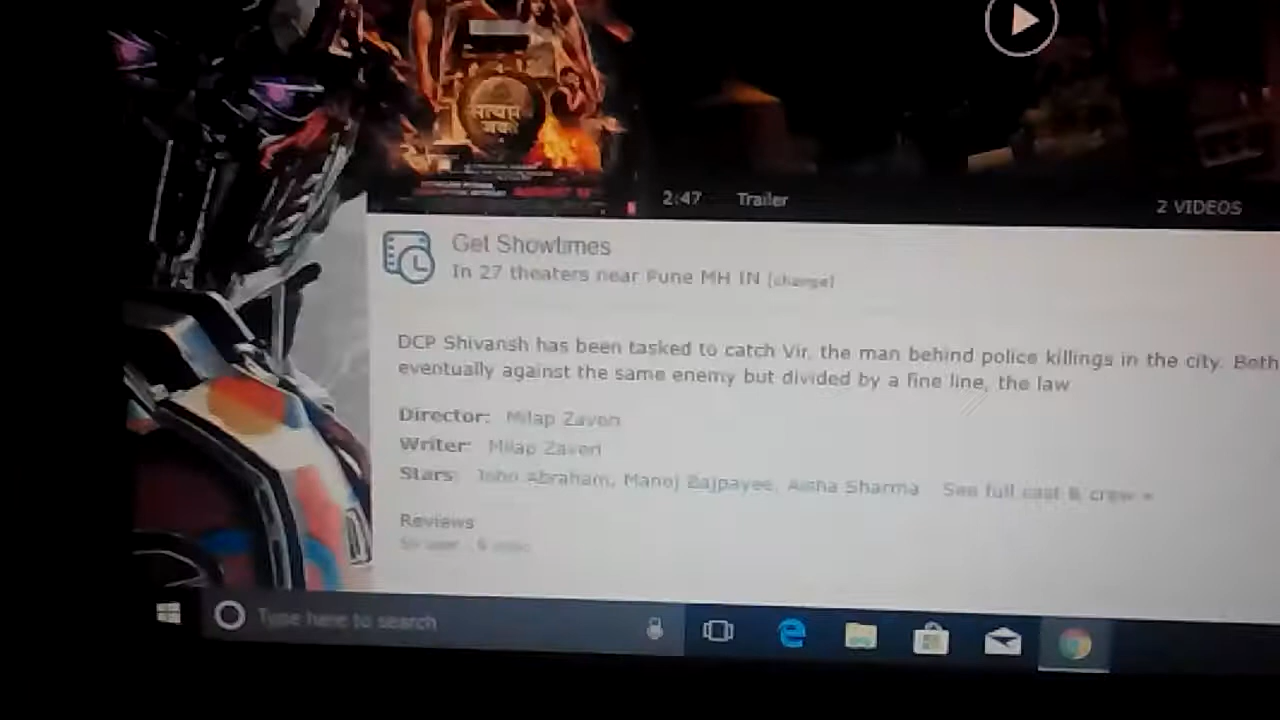 सत्यमेव
जयते
2:47 Trailer
2 VIDEOS
Get Showtimes
In 27 theaters near Pune MH IN [change]
DCP Shivansh has been tasked to catch Vir, the man behind police killings in the city. Both
eventually against the same enemy but divided by a fine line, the law
Director: Milap Zaveri
Writer: Milap Zaveri
Stars: John Abraham, Manoj Bajpayee, Aisha Sharma See full cast & crew »
Reviews
Type here to search